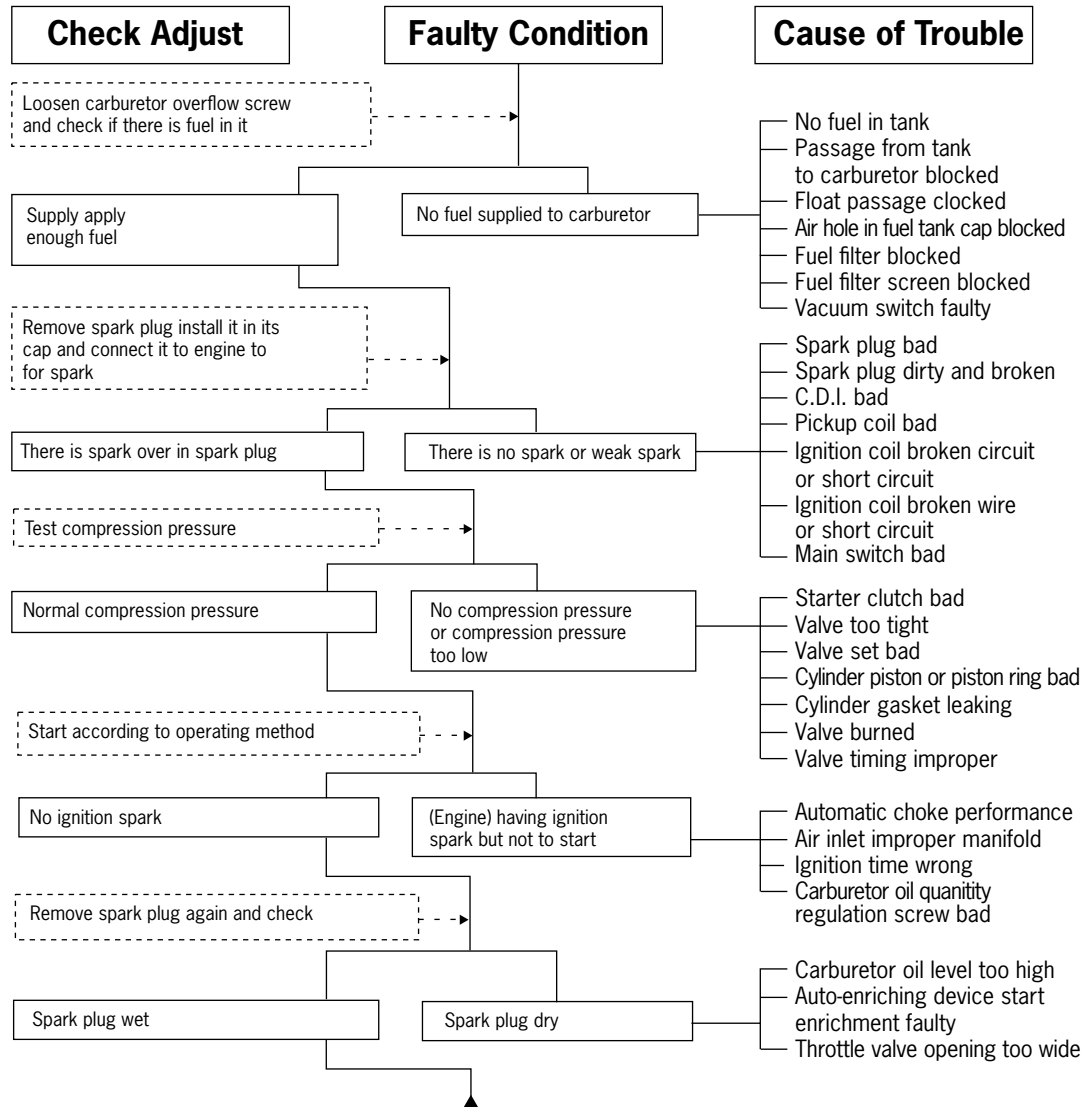 Check Adjust
Faulty Condition
Cause of Trouble
Loosen carburetor overflow screw
and check if there is fuel in it
Supply apply
enough fuel
No fuel supplied to carburetor
No fuel in tank
Passage from tank
to carburetor blocked
Float passage clocked
Air hole in fuel tank cap blocked
Fuel filter blocked
Fuel filter screen blocked
Vacuum switch faulty
Remove spark plug install it in its
cap and connect it to engine to
for spark
There is spark over in spark plug
There is no spark or weak spark
Spark plug bad
Spark plug dirty and broken
C.D.I. bad
Pickup coil bad
Ignition coil broken circuit
or short circuit
Ignition coil broken wire
or short circuit
Main switch bad
Test compression pressure
Normal compression pressure
No compression pressure
or compression pressure
too low
Starter clutch bad
Valve too tight
Valve set bad
Cylinder piston or piston ring bad
Cylinder gasket leaking
Valve burned
Valve timing improper
Start according to operating method
No ignition spark
(Engine) having ignition
spark but not to start
Automatic choke performance
Air inlet improper manifold
Ignition time wrong
Carburetor oil quanitity
regulation screw bad
Remove spark plug again and check
Spark plug wet
Spark plug dry
Carburetor oil level too high
Auto-enriching device start
enrichment faulty
Throttle valve opening too wide